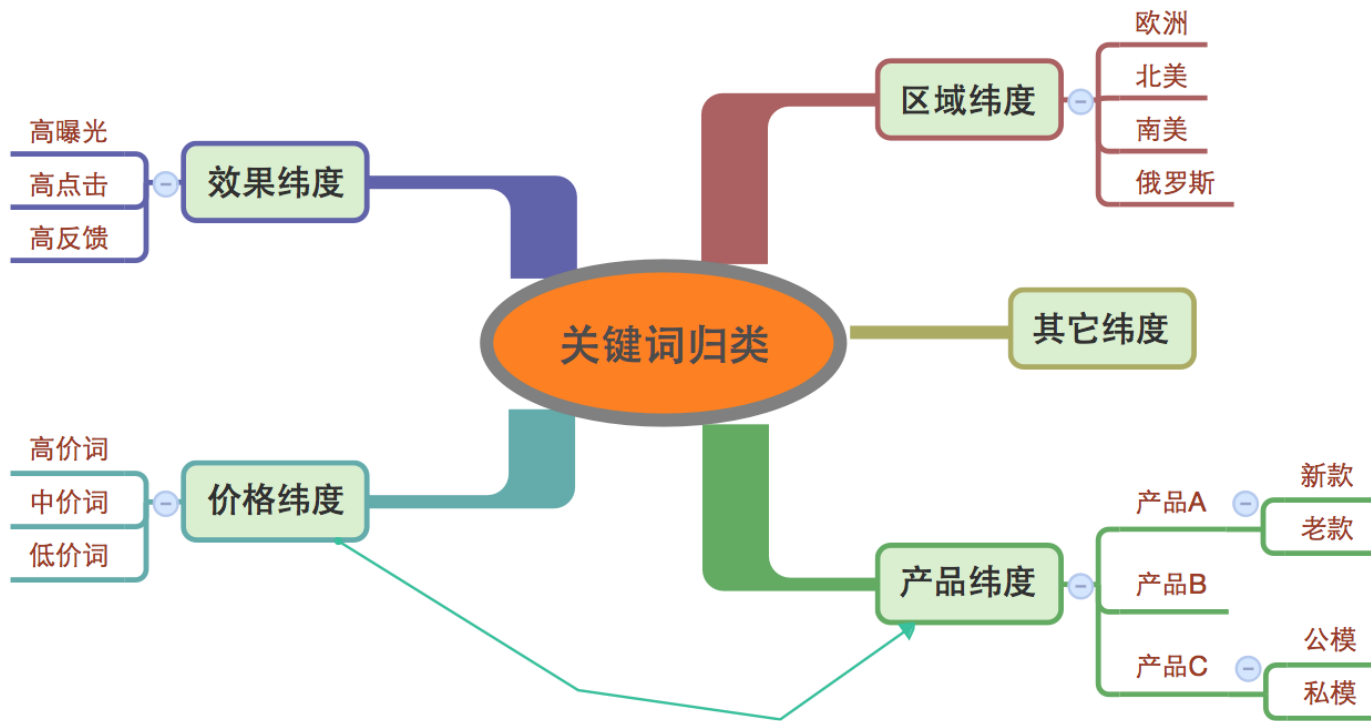 关键词归类
区域纬度
欧洲
北美
南美
俄罗斯
其它纬度
产品纬度
产品A
新款
老款
产品B
产品C
公模
私模
效果纬度
高曝光
高点击
高反馈
价格纬度
高价词
中价词
低价词